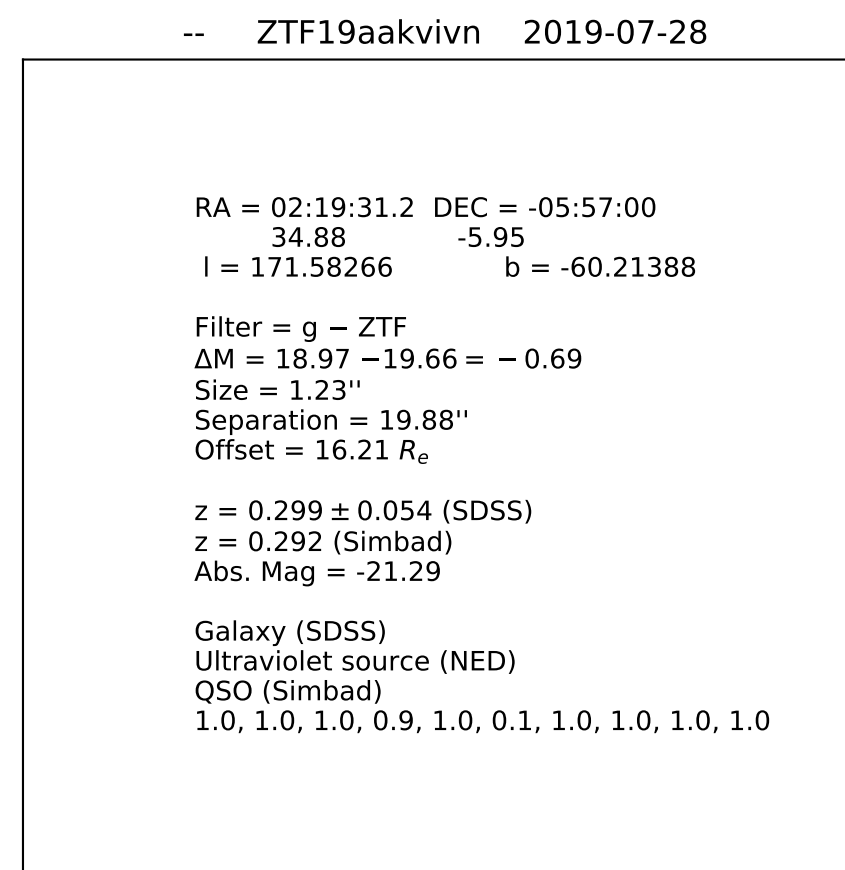 -- ZTF19aakvivn 2019-07-28
RA = 02:19:31.2 DEC = -05:57:00
34.88 -5.95
l = 171.58266 b = -60.21388
Filter = g − ZTF
ΔM = 18.97 −19.66 = − 0.69
Size = 1.23''
Separation = 19.88''
Offset = 16.21 Re
z = 0.299 ± 0.054 (SDSS)
z = 0.292 (Simbad)
Abs. Mag = -21.29
Galaxy (SDSS)
Ultraviolet source (NED)
QSO (Simbad)
1.0, 1.0, 1.0, 0.9, 1.0, 0.1, 1.0, 1.0, 1.0, 1.0